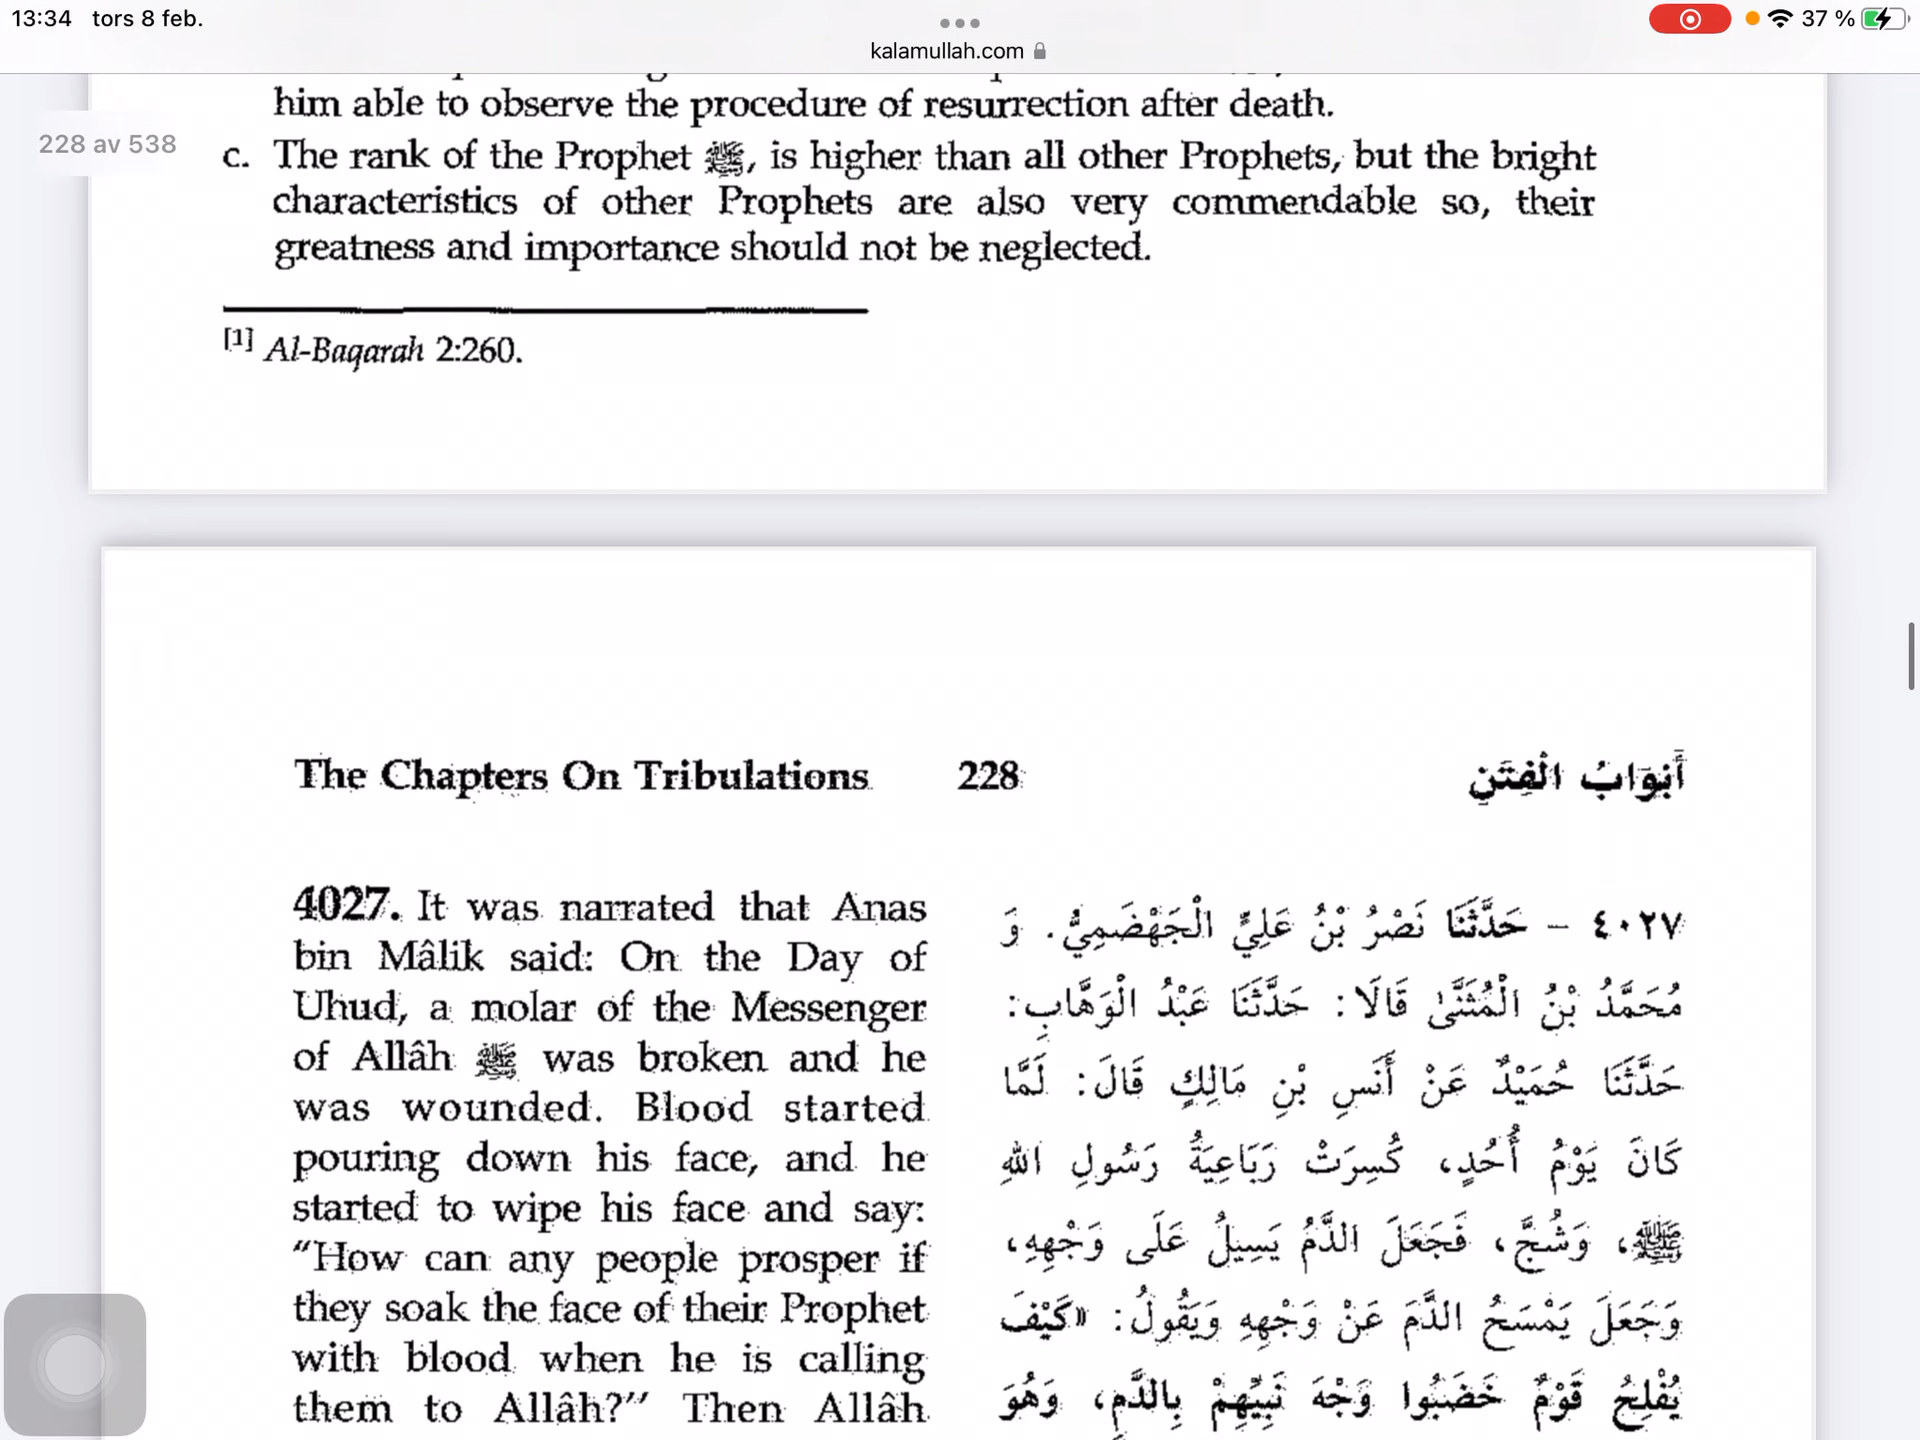 13:34 tors 8 feb.
kalamullah.com
37 %
228 av 538
him able to observe the procedure of resurrection after death.
c. The rank of the Prophet ﷺ, is higher than all other Prophets, but the bright
characteristics of other Prophets are also very commendable so, their
greatness and importance should not be neglected.
[1] Al-Baqarah 2:260.
The Chapters On Tribulations 228 أَبْوَابُ الْفِتَنِ
4027. It was narrated that Anas
bin Mâlik said: On the Day of
Uhud, a molar of the Messenger
of Allâh ﷺ was broken and he
was wounded. Blood started
pouring down his face, and he
started to wipe his face and say:
“How can any people prosper if
they soak the face of their Prophet
with blood when he is calling
them to Allâh?” Then Allâh
٤٠٢٧ – حَدَّثَنَا نَصْرُ بْنُ عَلِيٍّ الْجَهْضَمِيُّ. وَ
مُحَمَّدُ بْنُ الْمُثَنَّىٰ قَالَا: حَدَّثَنَا عَبْدُ الْوَهَّابِ:
حَدَّثَنَا حُمَيْدٌ عَنْ أَنَسِ بْنِ مَالِكٍ قَالَ: لَمَّا
كَانَ يَوْمُ أُحُدٍ، كُسِرَتْ رَبَاعِيَةُ رَسُولِ اللهِ
ﷺ، وَشُجَّ، فَجَعَلَ الدَّمُ يَسِيلُ عَلَى وَجْهِهِ،
وَجَعَلَ يَمْسَحُ الدَّمَ عَنْ وَجْهِهِ وَيَقُولُ: «كَيْفَ
يُفْلِحُ قَوْمٌ خَضَبُوا وَجْهَ نَبِيِّهِمْ بِالدَّمِ، وَهُوَ